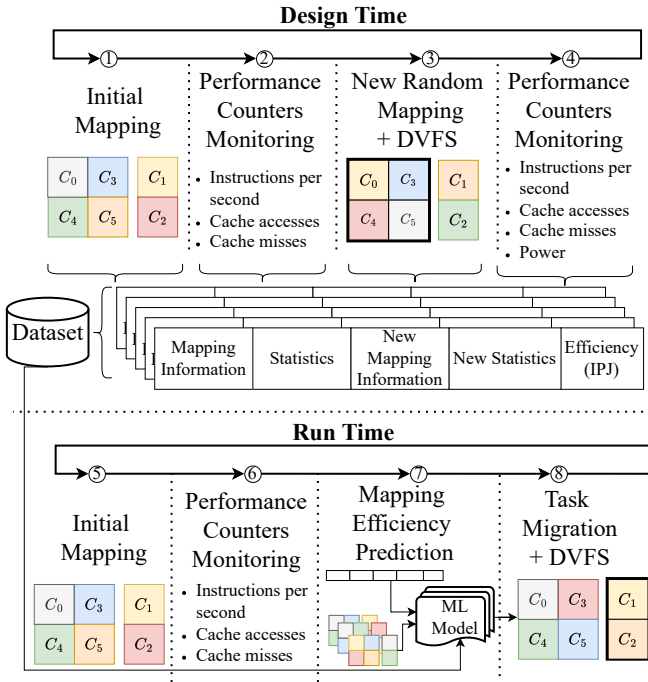 Design Time
1
2
3
4
Initial
Mapping
C0 C3 C1
C4 C5 C2
Performance
Counters
Monitoring
• Instructions per
second
• Cache accesses
• Cache misses
New Random
Mapping
+ DVFS
C0 C3 C1
C4 C5 C2
Performance
Counters
Monitoring
• Instructions per
second
• Cache accesses
• Cache misses
• Power
Dataset
Mapping
Information
Statistics
New
Mapping
Information
New Statistics
Efficiency
(IPJ)
Run Time
5
6
7
8
Initial
Mapping
C0 C3 C1
C4 C5 C2
Performance
Counters
Monitoring
• Instructions per
second
• Cache accesses
• Cache misses
Mapping
Efficiency
Prediction
ML
Model
Task
Migration
+ DVFS
C0 C3 C1
C4 C5 C2